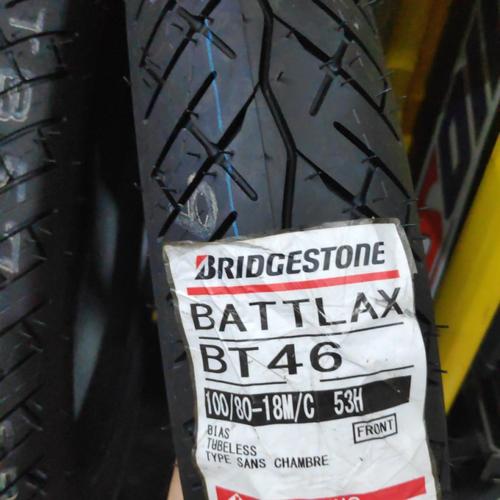 BRIDGESTONE
BATTLAX
BT46
100/80-18M/C 53H
FRONT
BIAS
TUBELESS
TYPE SANS CHAMBRE